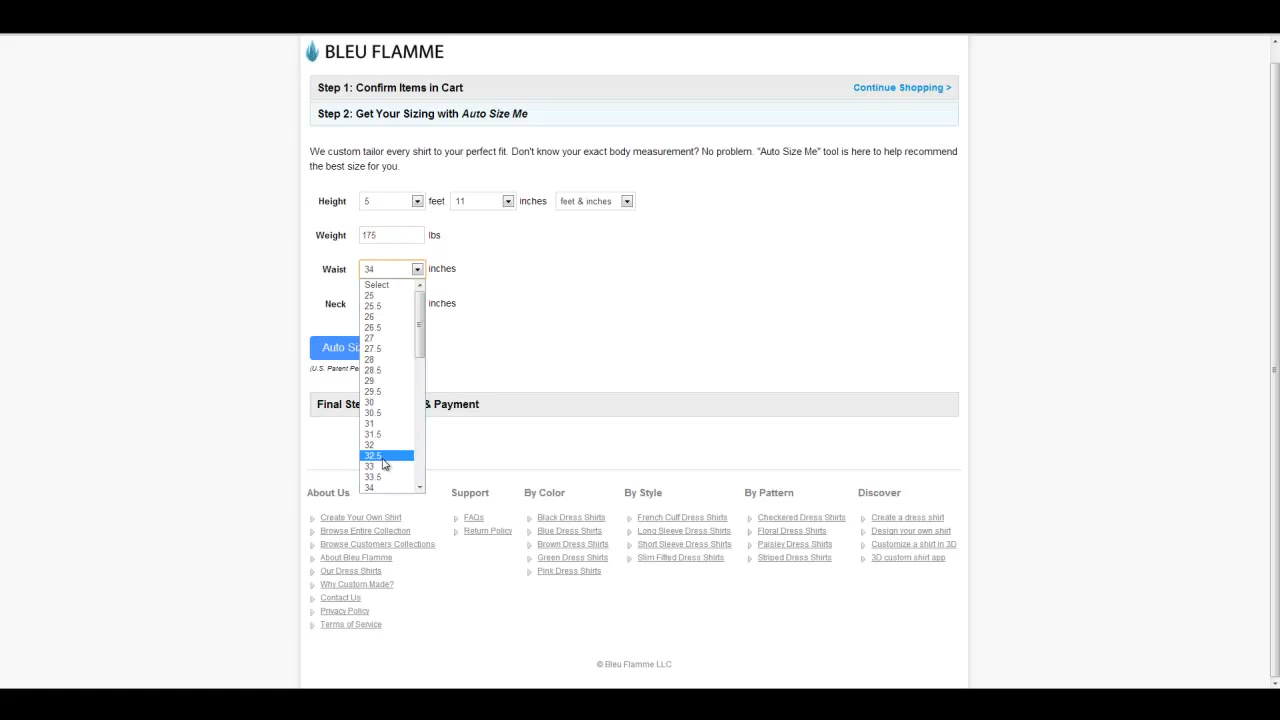 BLEU FLAMME
Step 1: Confirm Items in Cart Continue Shopping >
Step 2: Get Your Sizing with Auto Size Me
We custom tailor every shirt to your perfect fit. Don't know your exact body measurement? No problem. "Auto Size Me" tool is here to help recommend
the best size for you.
Height 5 feet 11 inches feet & inches
Weight 175 lbs
Waist 34 inches
Select
25
25.5
26
26.5
27
27.5
28
28.5
29
29.5
30
30.5
31
31.5
32
32.5
33
33.5
34
Neck inches
Auto Si
(U.S. Patent Pe
Final Ste & Payment
About Us
Create Your Own Shirt
Browse Entire Collection
Browse Customers Collections
About Bleu Flamme
Our Dress Shirts
Why Custom Made?
Contact Us
Privacy Policy
Terms of Service
Support
FAQs
Return Policy
By Color
Black Dress Shirts
Blue Dress Shirts
Brown Dress Shirts
Green Dress Shirts
Pink Dress Shirts
By Style
French Cuff Dress Shirts
Long Sleeve Dress Shirts
Short Sleeve Dress Shirts
Slim Fitted Dress Shirts
By Pattern
Checkered Dress Shirts
Floral Dress Shirts
Paisley Dress Shirts
Striped Dress Shirts
Discover
Create a dress shirt
Design your own shirt
Customize a shirt in 3D
3D custom shirt app
© Bleu Flamme LLC